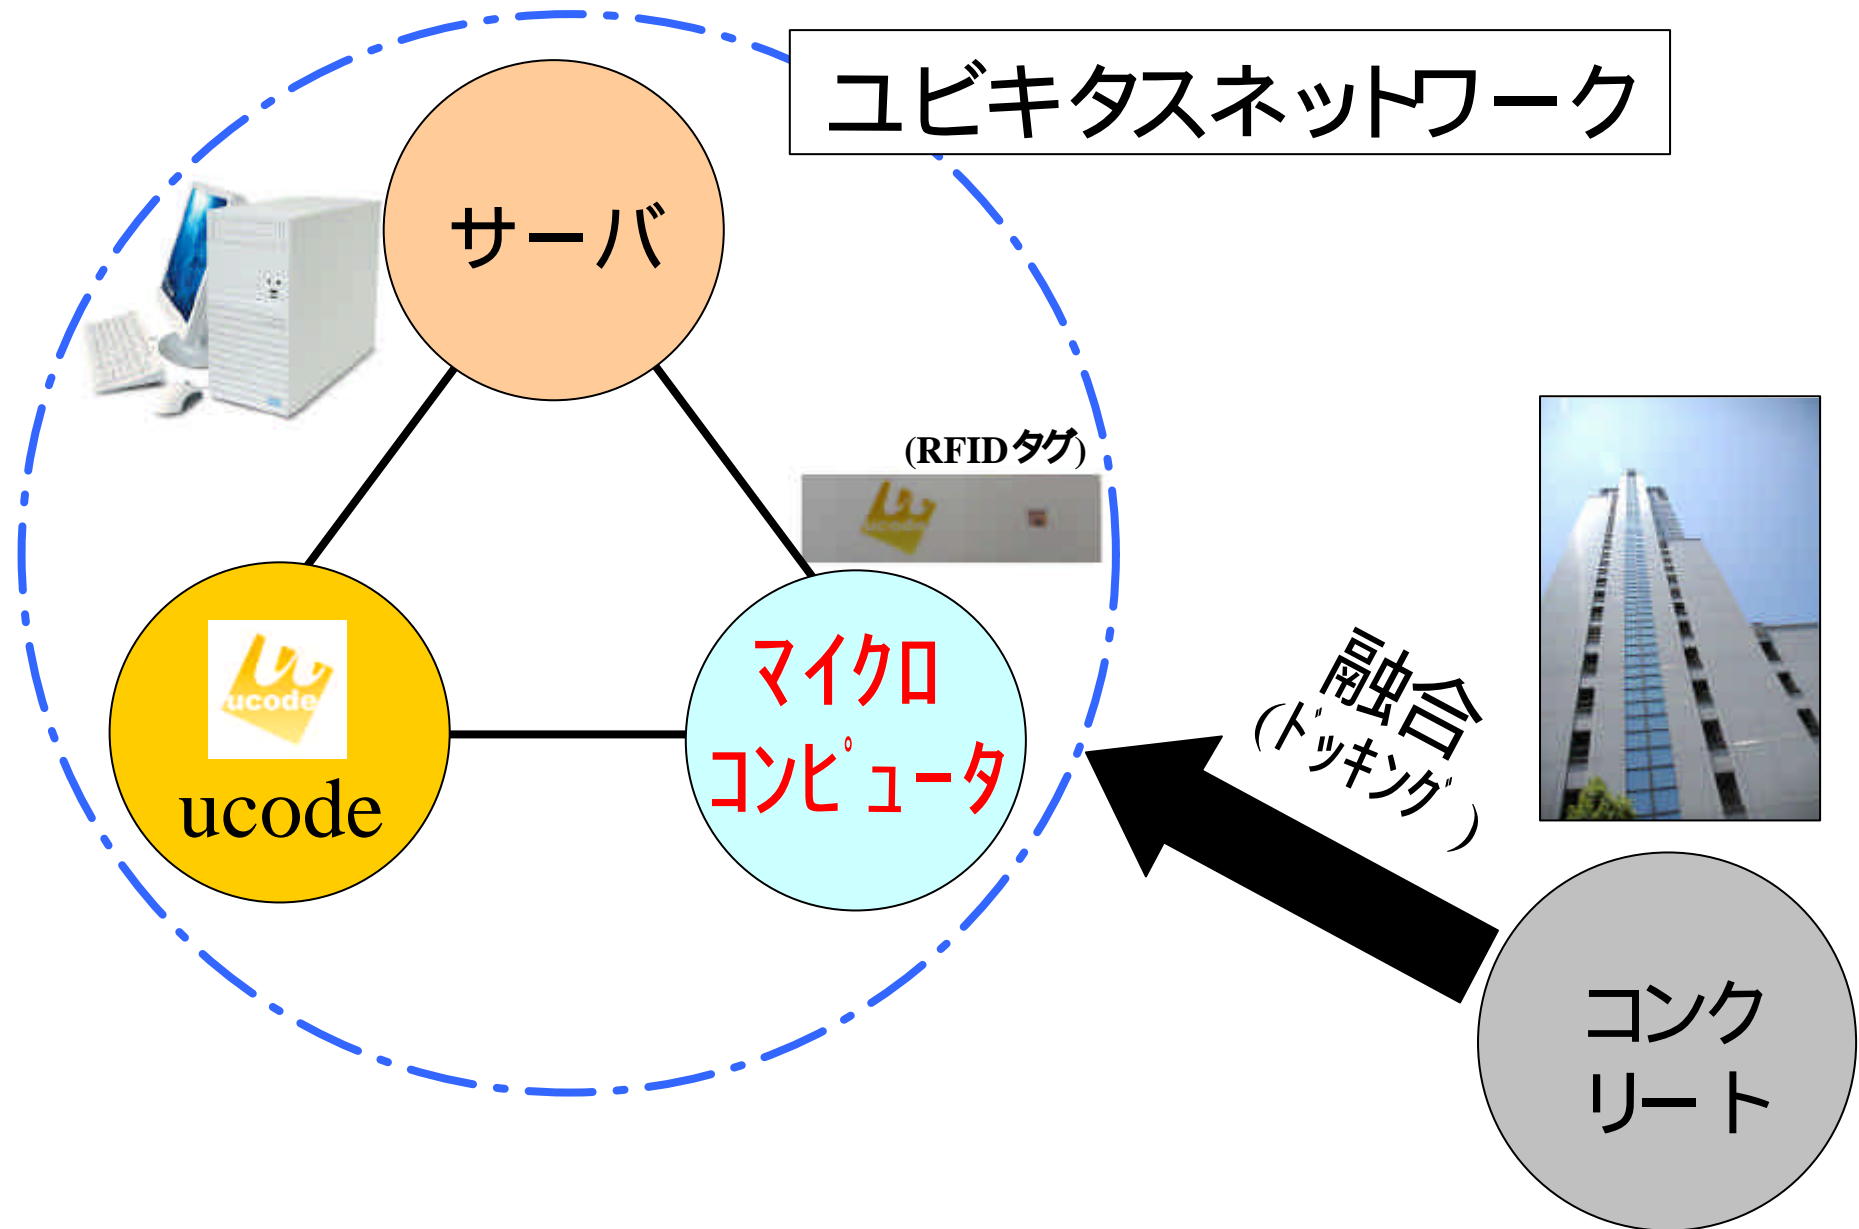 ユビキタスネットワーク
サーバ
(RFIDタグ)
ucode
ucode
ucode
マイクロ
コンピュータ
融合
(ドッキング)
コンク
リート